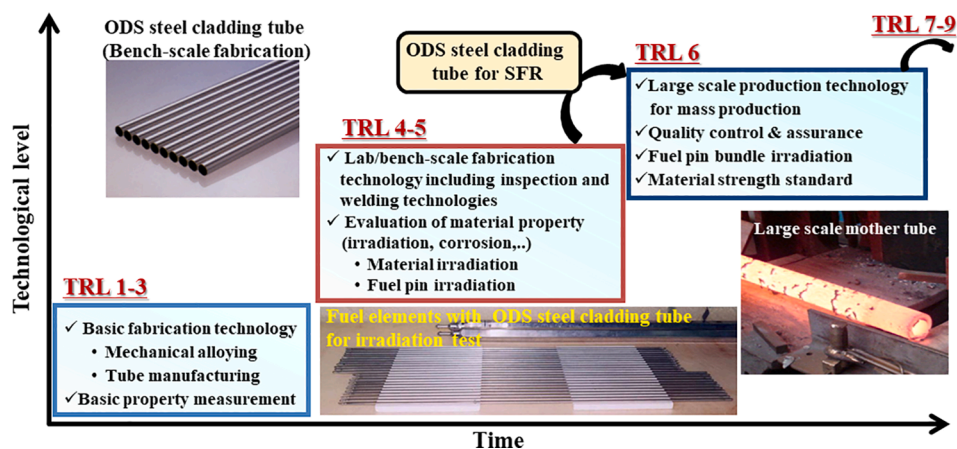 ODS steel cladding tube
(Bench-scale fabrication)
ODS steel cladding
tube for SFR
TRL 7-9
TRL 6
✓Large scale production technology
for mass production
✓Quality control & assurance
✓Fuel pin bundle irradiation
✓Material strength standard
TRL 4-5
✓ Lab/bench-scale fabrication
technology including inspection and
welding technologies
✓ Evaluation of material property
(irradiation, corrosion,..)
• Material irradiation
• Fuel pin irradiation
Large scale mother tube
TRL 1-3
✓ Basic fabrication technology
• Mechanical alloying
• Tube manufacturing
✓Basic property measurement
Fuel elements with ODS steel cladding tube
for irradiation test
Technological level
Time